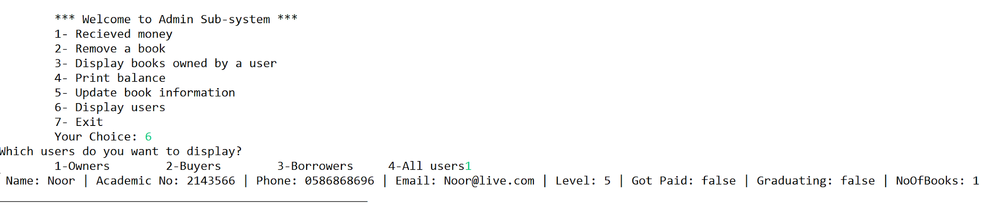 *** Welcome to Admin Sub-system ***
1- Recieved money
2- Remove a book
3- Display books owned by a user
4- Print balance
5- Update book information
6- Display users
7- Exit
Your Choice: 6
Which users do you want to display?
1-Owners 2-Buyers 3-Borrowers 4-All users1
Name: Noor | Academic No: 2143566 | Phone: 0586868696 | Email: Noor@live.com | Level: 5 | Got Paid: false | Graduating: false | NoOfBooks: 1